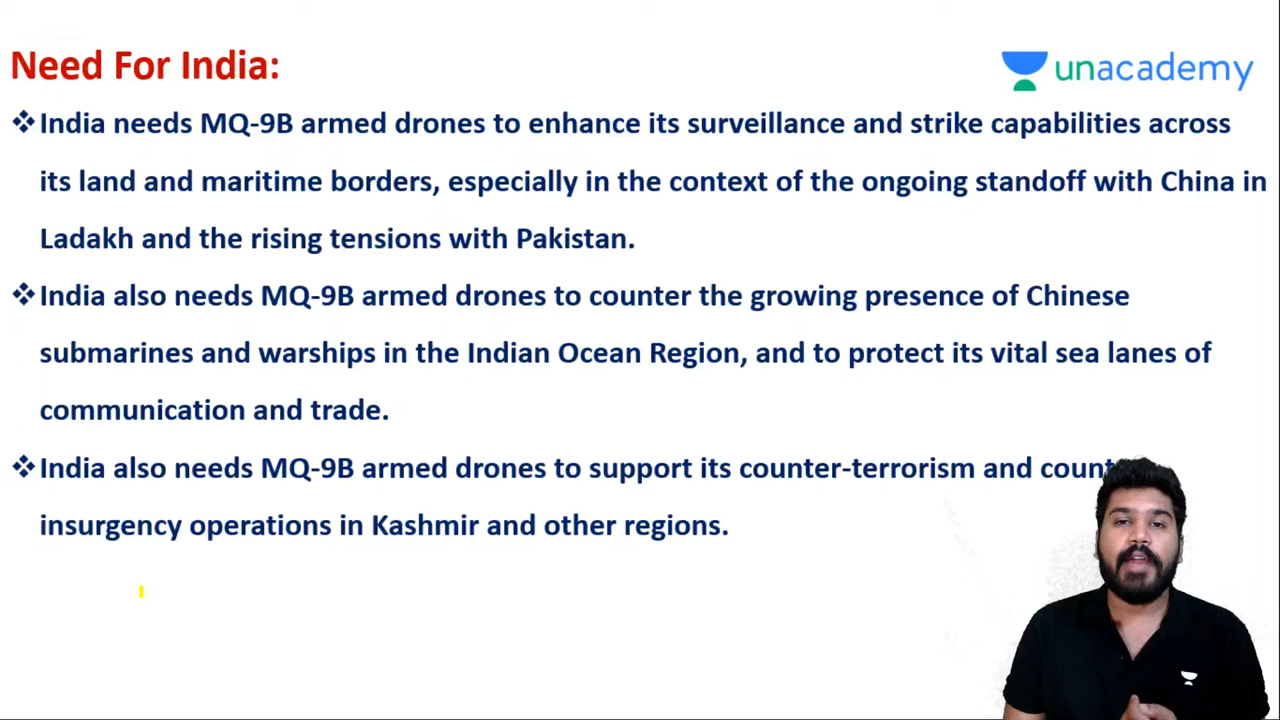 Need For India:
unacademy
❖India needs MQ-9B armed drones to enhance its surveillance and strike capabilities across
its land and maritime borders, especially in the context of the ongoing standoff with China in
Ladakh and the rising tensions with Pakistan.
❖India also needs MQ-9B armed drones to counter the growing presence of Chinese
submarines and warships in the Indian Ocean Region, and to protect its vital sea lanes of
communication and trade.
❖India also needs MQ-9B armed drones to support its counter-terrorism and
insurgency operations in Kashmir and other regions.